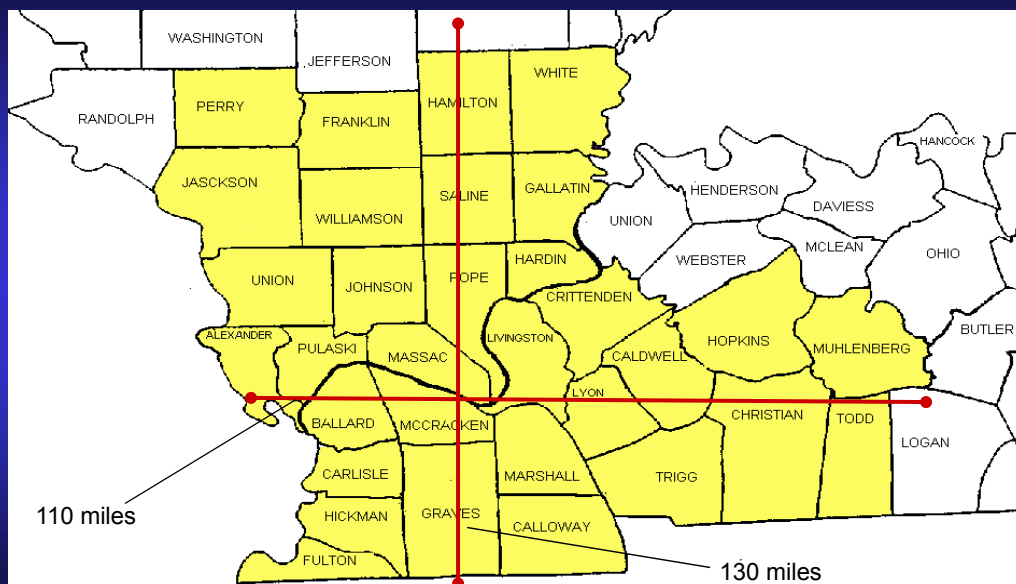 WASHINGTON
JEFFERSON
WHITE
HAMILTON
PERRY
RANDOLPH
FRANKLIN
HANCOCK
JASCKSON
SALINE
GALLATIN
HENDERSON
DAVIESS
WILLIAMSON
UNION
MCLEAN
OHIO
HARDIN
WEBSTER
UNION
JOHNSON
POPE
CRITTENDEN
BUTLER
ALEXANDER
LIVINGSTON
HOPKINS
PULASKI
MASSAC
CALDWELL
MUHLENBERG
LYON
CHRISTIAN
TODD
BALLARD
MCCRACKEN
LOGAN
CARLISLE
MARSHALL
TRIGG
110 miles
HICKMAN
GRAVES
CALLOWAY
FULTON
130 miles